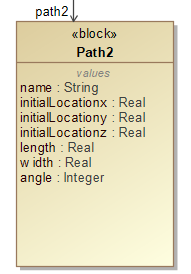 path2
«block»
Path2
values
name : String
initialLocationx : Real
initialLocationy : Real
initialLocationz : Real
length : Real
width : Real
angle : Integer